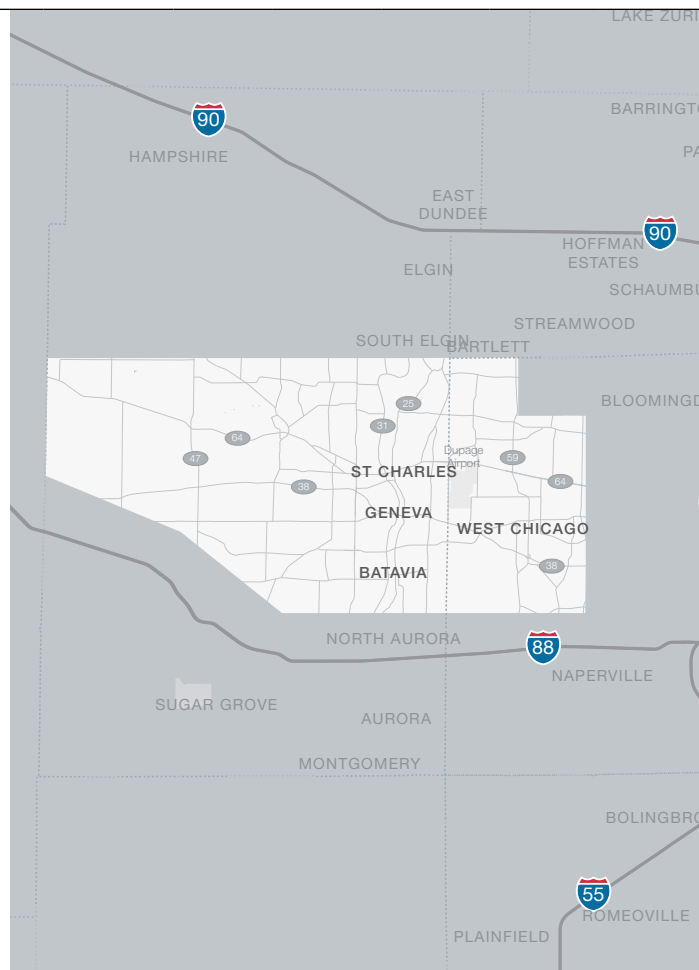 LAKE ZURI
BARRINGTO
90
HAMPSHIRE
PA
EAST
DUNDEE
90
HOFFMAN
ESTATES
ELGIN
SCHAUMBU
STREAMWOOD
SOUTH ELGIN
BARTLETT
BLOOMINGD
25
31
64
47
Dupage
Airport
59
ST CHARLES
64
38
GENEVA
WEST CHICAGO
38
BATAVIA
NORTH AURORA
88
NAPERVILLE
SUGAR GROVE
AURORA
MONTGOMERY
BOLINGBRO
55
ROMEOVILLE
PLAINFIELD